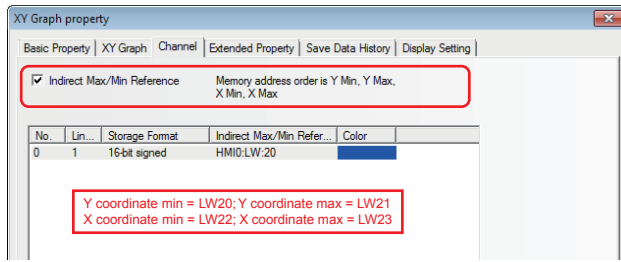 XY Graph property
Basic Property XY Graph Channel Extended Property Save Data History Display Setting
Indirect Max/Min Reference Memory address order is Y Min, Y Max,
X Min, X Max
No. Lin... Storage Format Indirect Max/Min Refer... Color
0 1 16-bit signed HMI0:LW:20
Y coordinate min = LW20; Y coordinate max = LW21
X coordinate min = LW22; X coordinate max = LW23